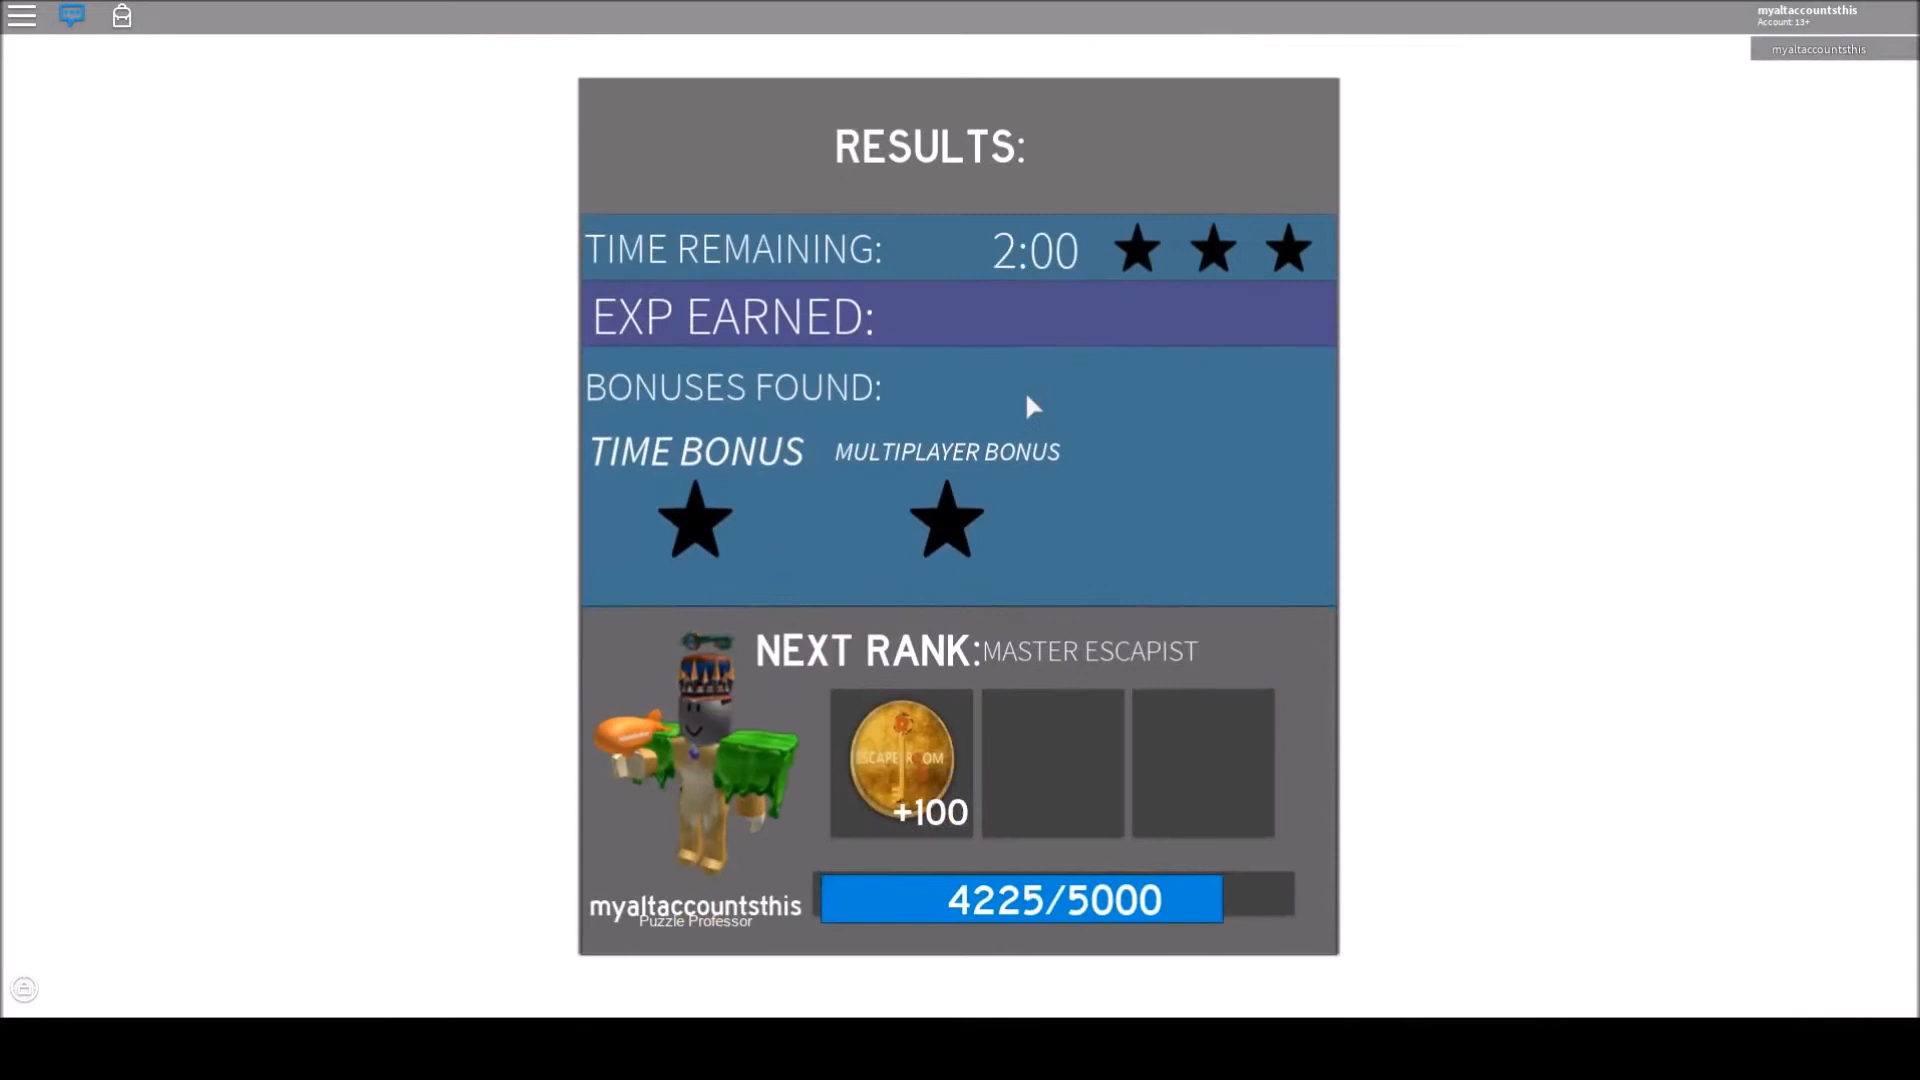 myaltaccountsthis
Account: 13+
myaltaccountsthis
RESULTS:
TIME REMAINING: 2:00
EXP EARNED:
BONUSES FOUND:
TIME BONUS MULTIPLAYER BONUS
NEXT RANK: MASTER ESCAPIST
ESCAPE ROOM
+100
4225/5000
myaltaccountsthis
Puzzle Professor